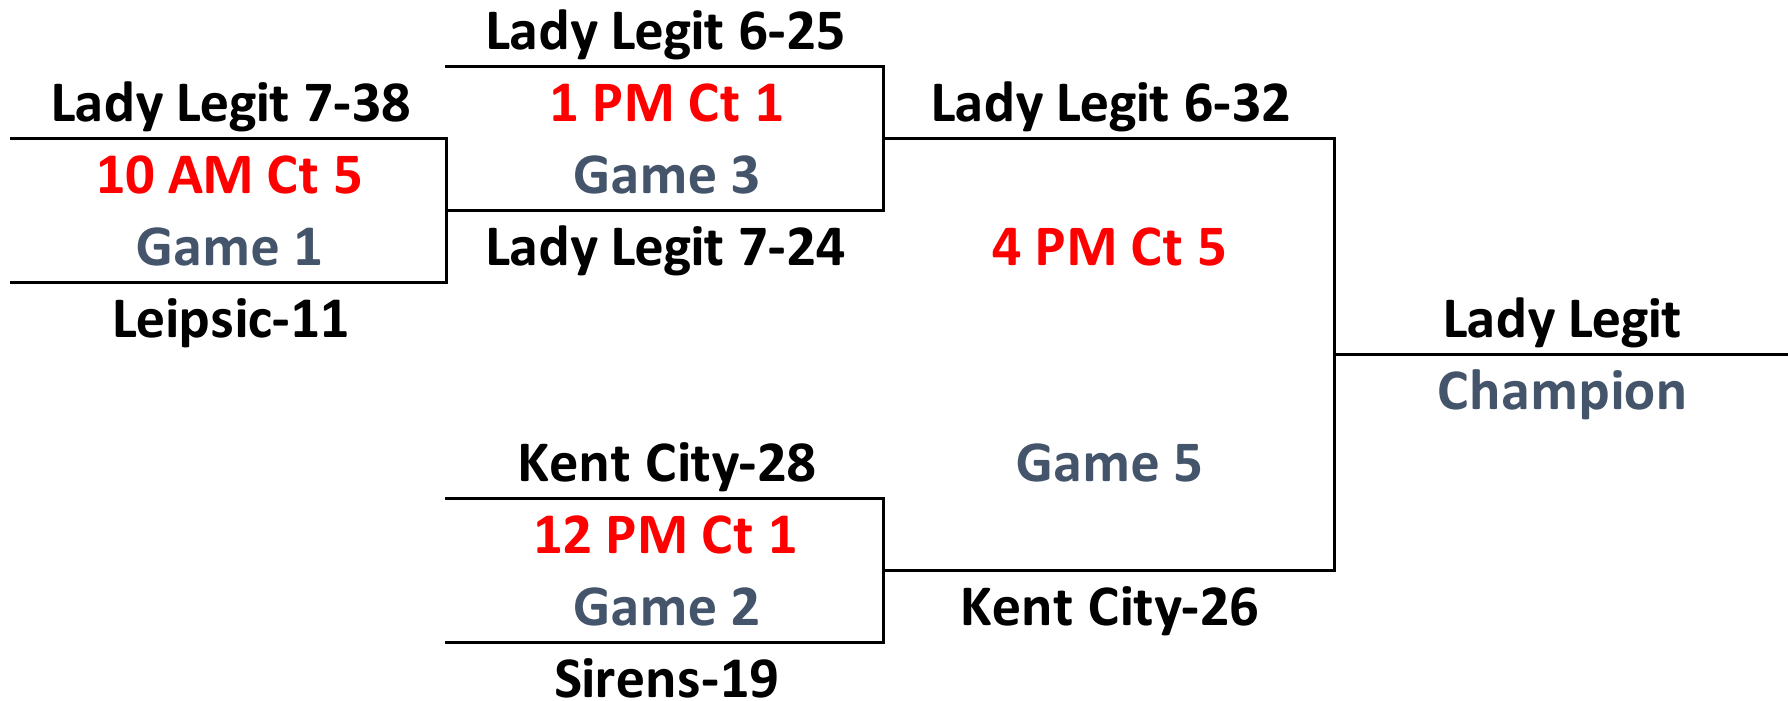 Lady Legit 6-25
Lady Legit 7-38
1 PM Ct 1
Lady Legit 6-32
10 AM Ct 5
Game 3
Game 1
Lady Legit 7-24
4 PM Ct 5
Leipsic-11
Lady Legit
Champion
Kent City-28
Game 5
12 PM Ct 1
Game 2
Kent City-26
Sirens-19